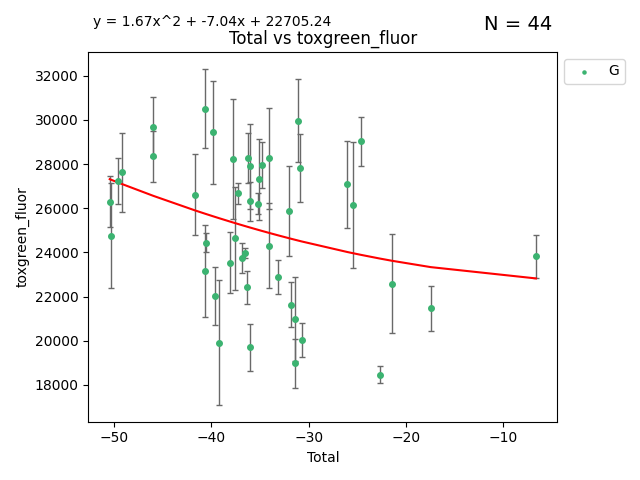 y = 1.67x^2 + -7.04x + 22705.24
N = 44
Total vs toxgreen_fluor
G
toxgreen_fluor
32000
30000
28000
26000
24000
22000
20000
18000
−50 −40 −30 −20 −10
Total